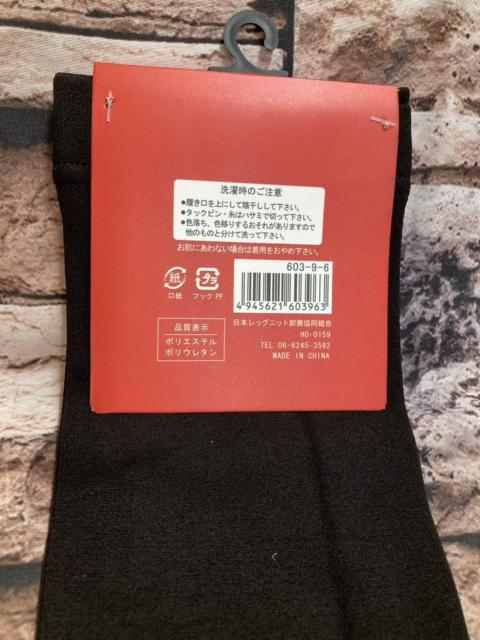 洗濯時のご注意
●履き口を上にして陰干しして下さい。
●タックピン・糸はハサミで切って下さい。
●色落ち、色移りするおそれがありますので
他のものと分けて洗って下さい。
お肌にあわない場合は着用をおやめ下さい。
603-9-6
紙
プラ
口紙
フック:PP
4945621603963
品質表示
ポリエステル
ポリウレタン
日本レッグニット卸商協同組合
HO-0159
TEL:06-6245-3592
MADE IN CHINA